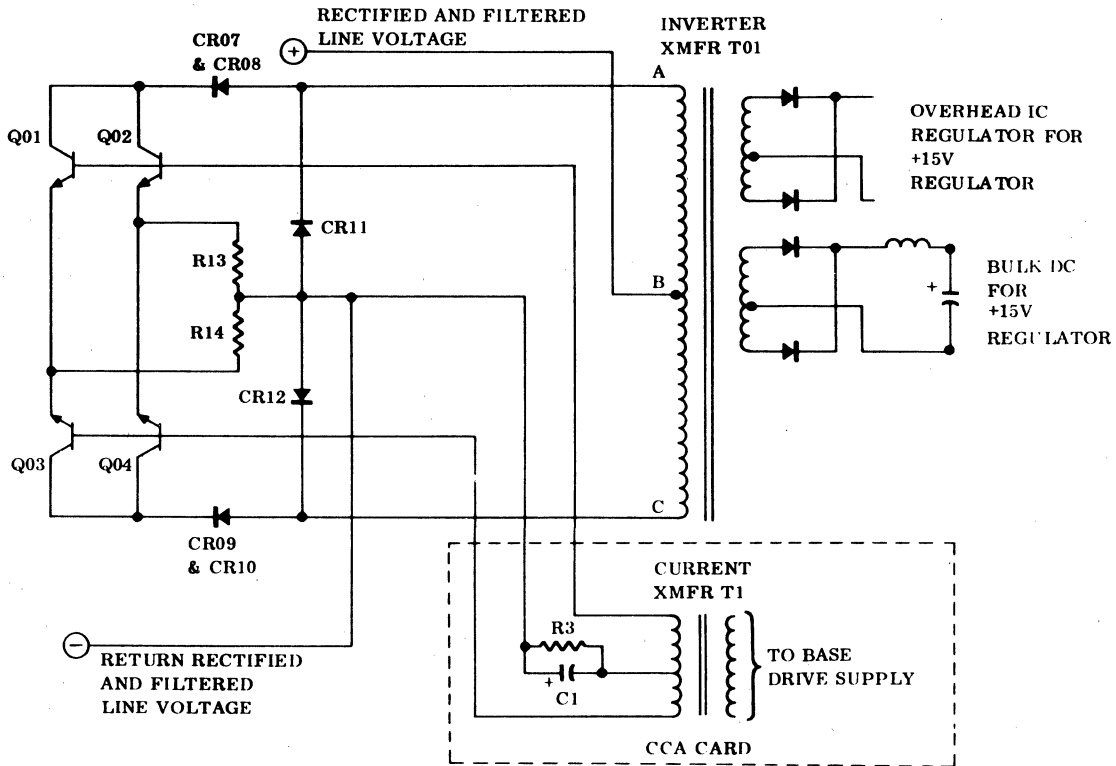 RECTIFIED AND FILTERED
LINE VOLTAGE
INVERTER
XMFR T01
CR07
& CR08
+
A
Q01
Q02
OVERHEAD IC
REGULATOR FOR
+15V
REGULATOR
CR11
R13
B
R14
BULK DC
FOR
+15V
REGULATOR
+
CR12
Q03
Q04
C
CR09
& CR10
CURRENT
XMFR T1
R3
−
RETURN RECTIFIED
AND FILTERED
LINE VOLTAGE
+
C1
TO BASE
DRIVE SUPPLY
CCA CARD